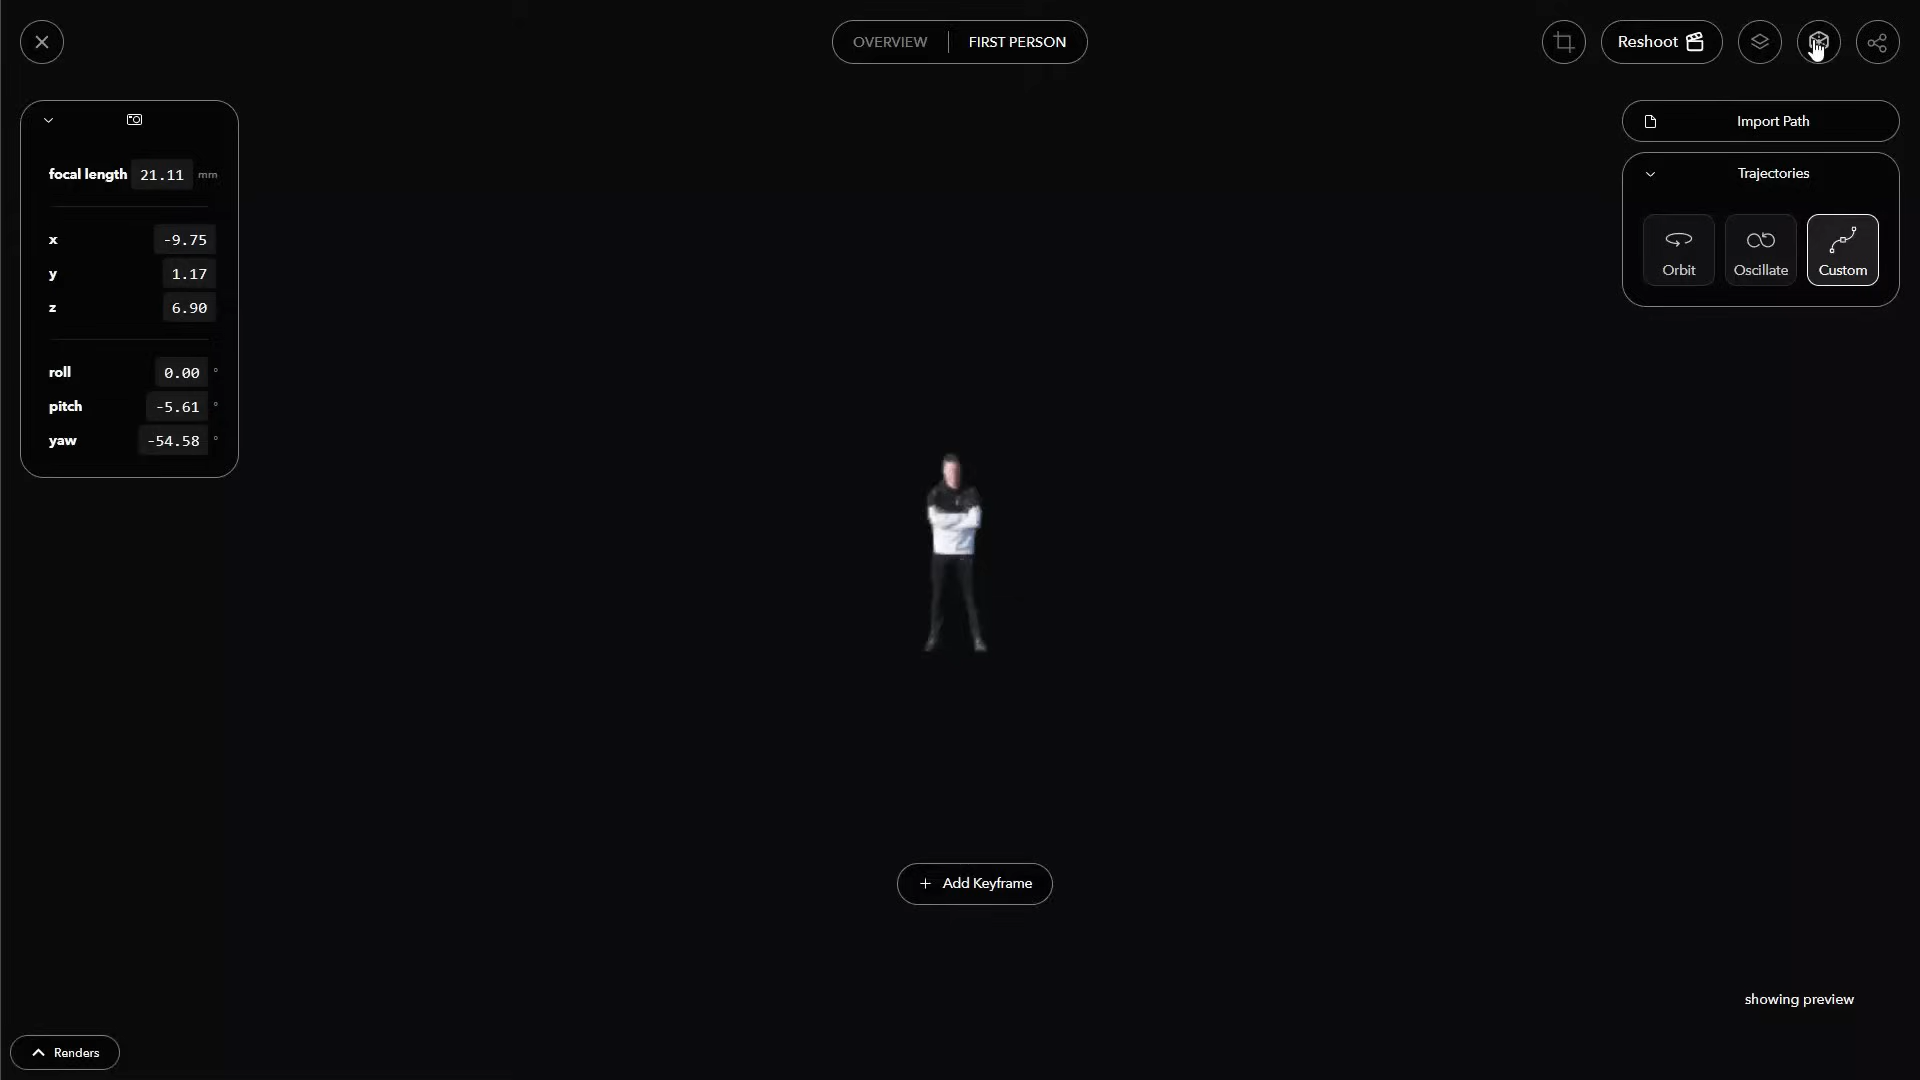 OVERVIEW
FIRST PERSON
Reshoot
focal length 21.11 mm
x -9.75
y 1.17
z 6.90
roll 0.00 °
pitch -5.61 °
yaw -54.58 °
Import Path
Trajectories
Orbit
Oscillate
Custom
+ Add Keyframe
showing preview
Renders